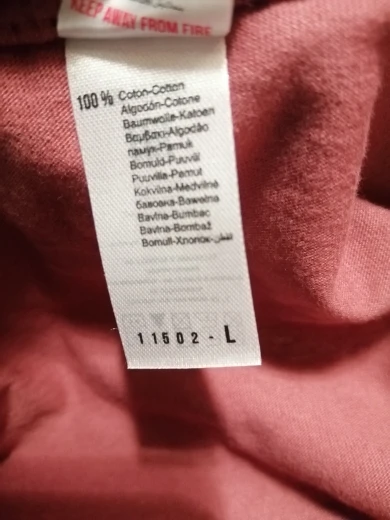 KEEP AWAY FROM FIRE
100 % Coton-Cotton
Algodón-Cotone
Baumwolle-Katoen
Βαμβακι-Algodão
памук-Pamuk
Bomuld-Puuvill
Puuvilla-Pamut
Kokvilna-Medvilnė
бавовна-Bawełna
Bavlna-Bumbac
Bavlna-Bombaž
Bomull-Хлопок-قطن
11502 - L